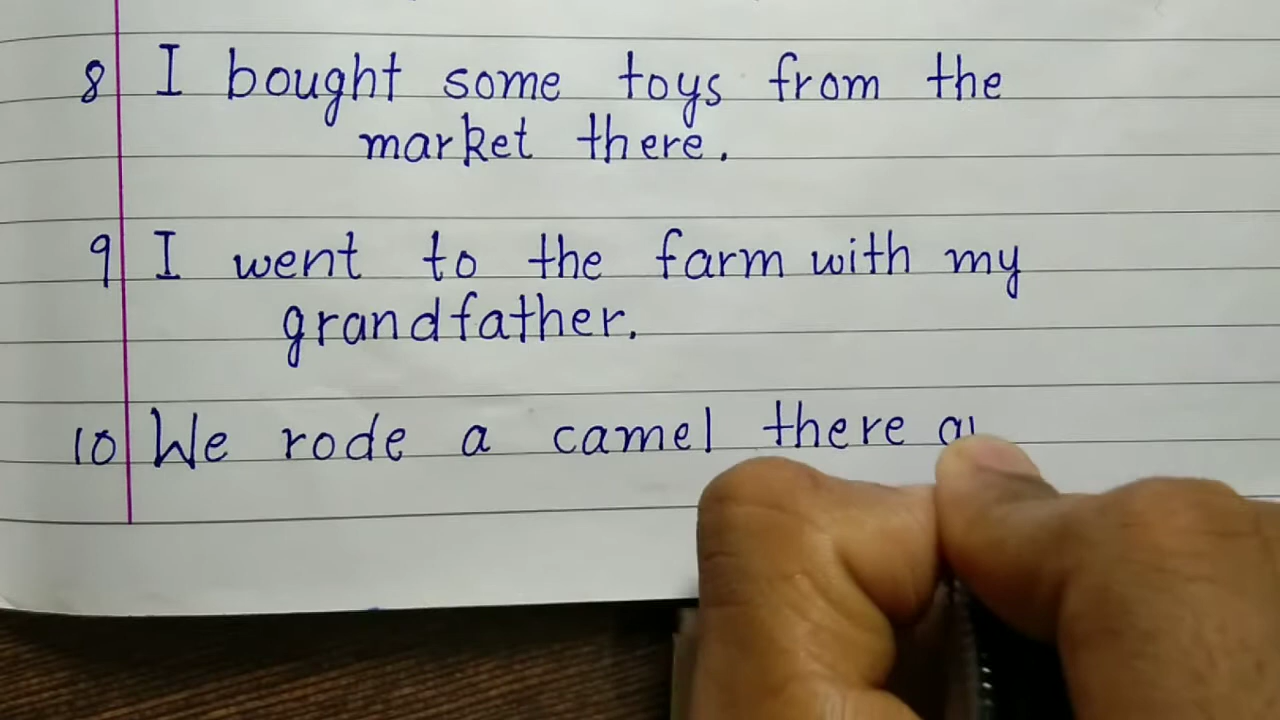 8 I bought some toys from the
market there.
9 I went to the farm with my
grandfather.
10 We rode a camel there